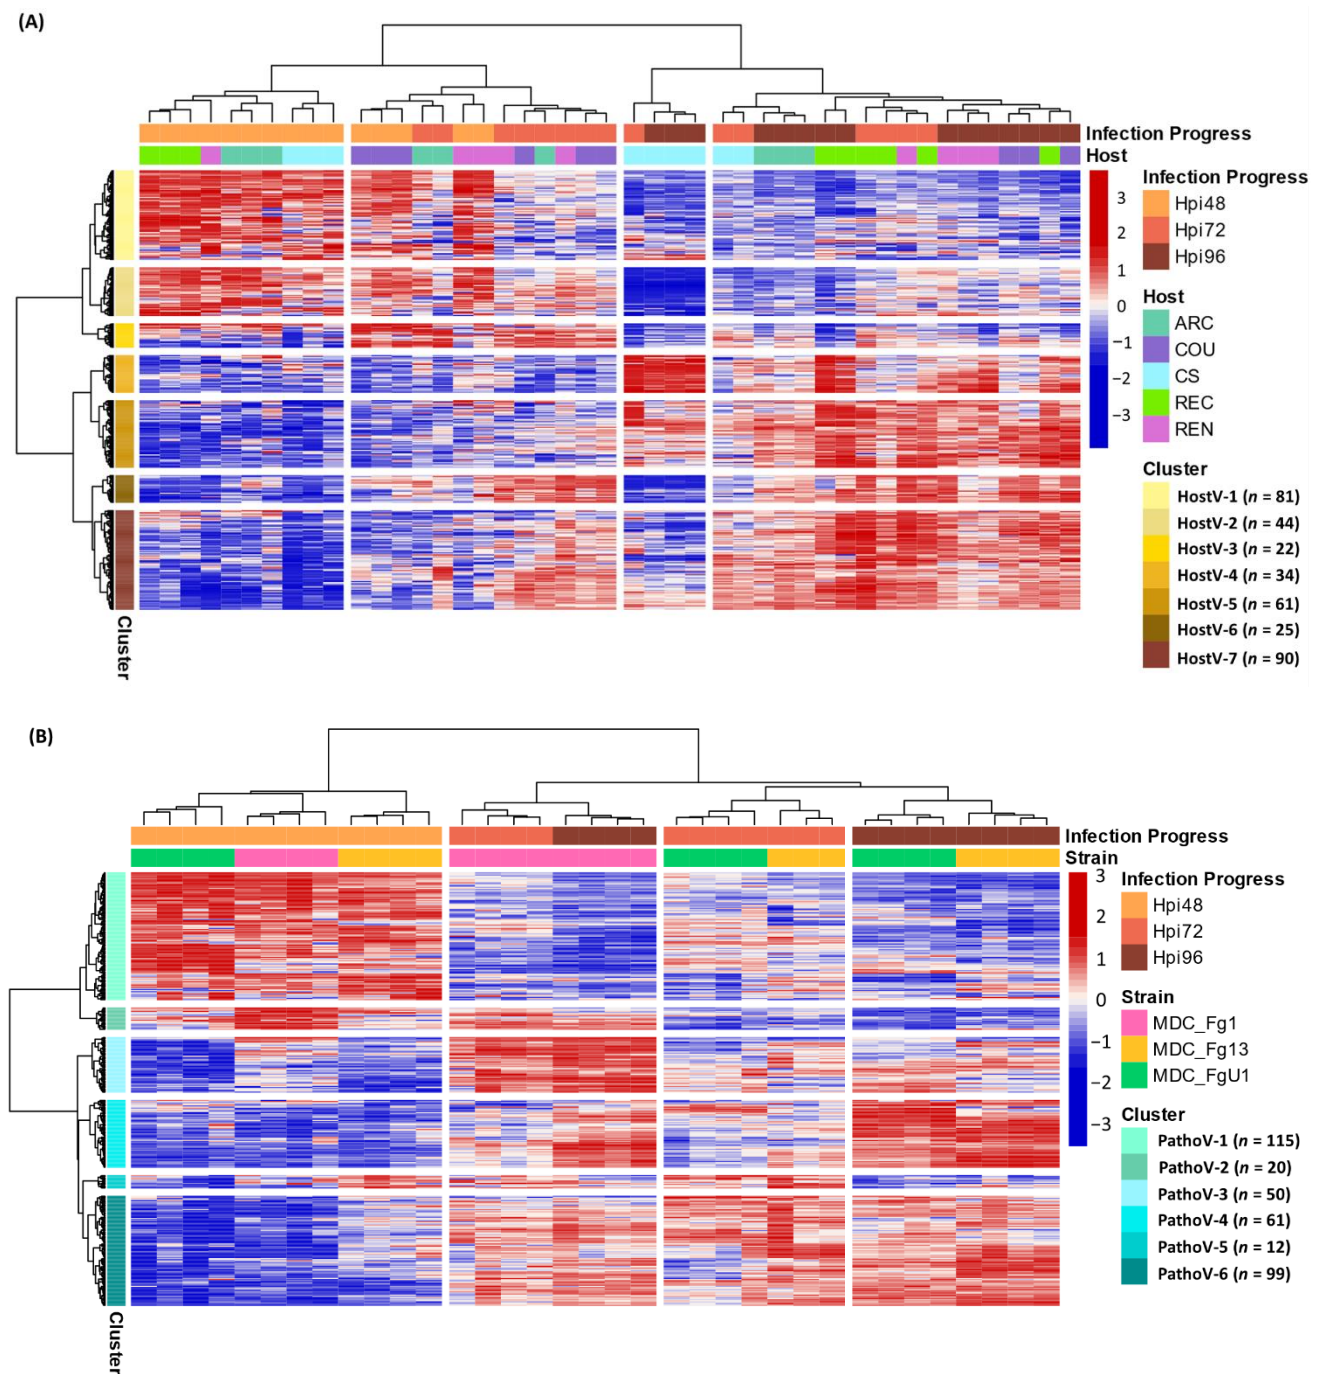 (A)
Infection Progress
Host
3
2
1
0
−1
−2
−3
Infection Progress
Hpi48
Hpi72
Hpi96
Host
ARC
COU
CS
REC
REN
Cluster
HostV-1 (n = 81)
HostV-2 (n = 44)
HostV-3 (n = 22)
HostV-4 (n = 34)
HostV-5 (n = 61)
HostV-6 (n = 25)
HostV-7 (n = 90)
Cluster
(B)
Infection Progress
Strain
3
2
1
0
−1
−2
−3
Infection Progress
Hpi48
Hpi72
Hpi96
Strain
MDC_Fg1
MDC_Fg13
MDC_FgU1
Cluster
PathoV-1 (n = 115)
PathoV-2 (n = 20)
PathoV-3 (n = 50)
PathoV-4 (n = 61)
PathoV-5 (n = 12)
PathoV-6 (n = 99)
Cluster